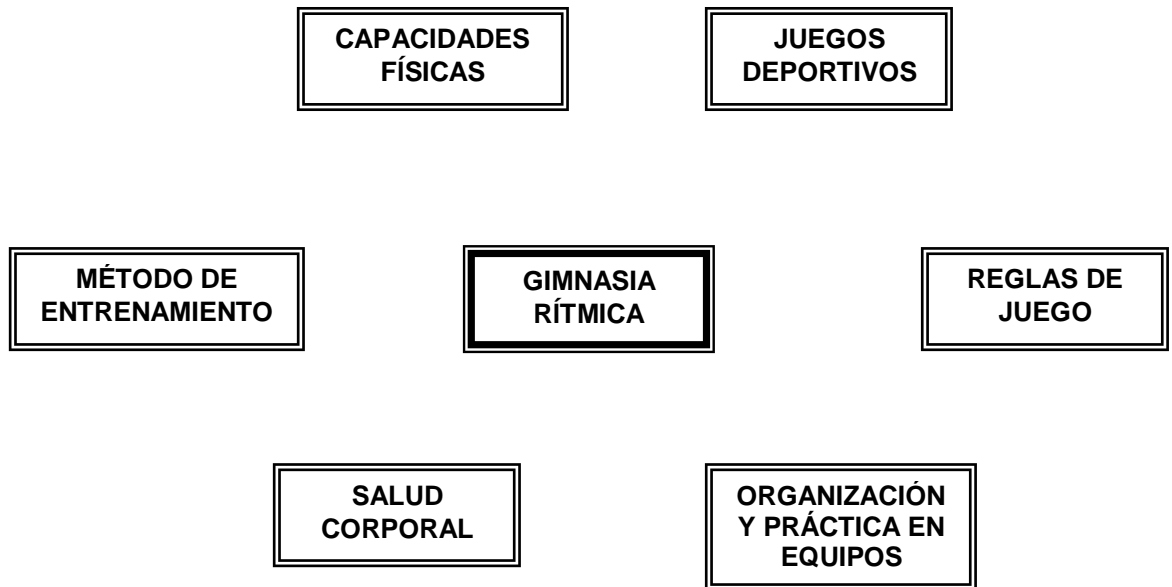 CAPACIDADES
FÍSICAS
JUEGOS
DEPORTIVOS
MÉTODO DE
ENTRENAMIENTO
GIMNASIA
RÍTMICA
REGLAS DE
JUEGO
SALUD
CORPORAL
ORGANIZACIÓN
Y PRÁCTICA EN
EQUIPOS